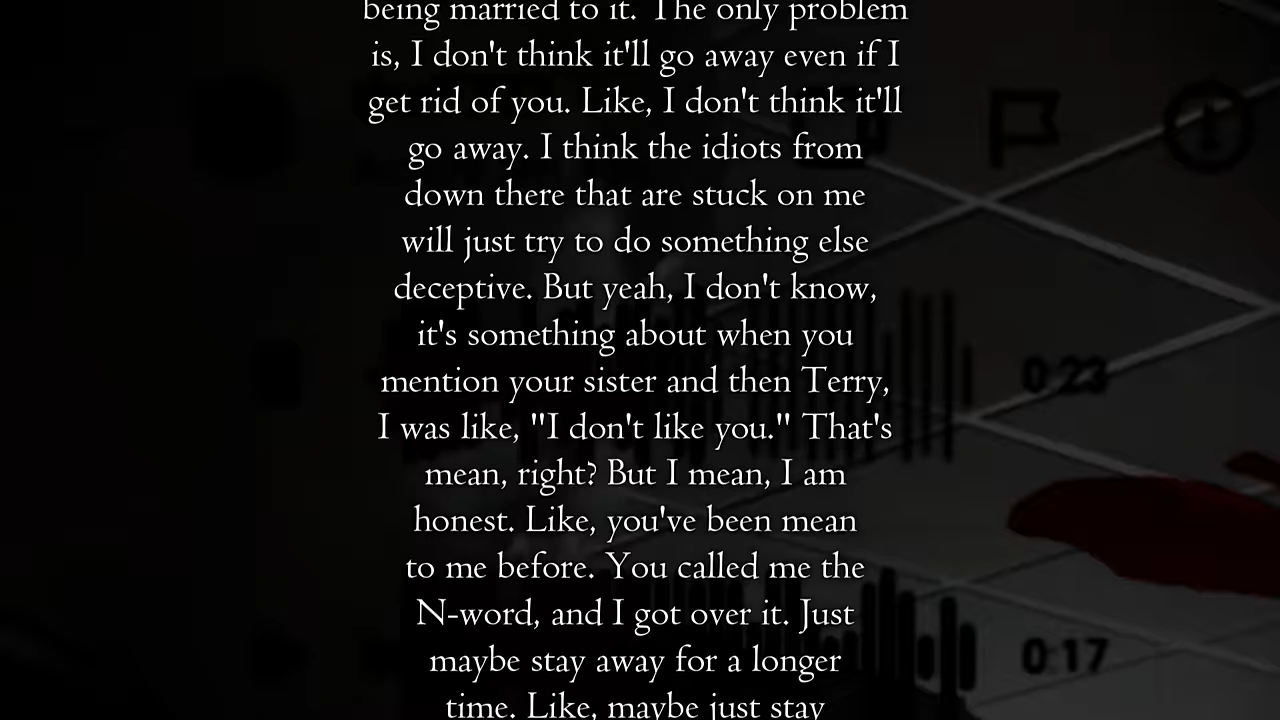 being married to it. The only problem
is, I don't think it'll go away even if I
get rid of you. Like, I don't think it'll
go away. I think the idiots from
down there that are stuck on me
will just try to do something else
deceptive. But yeah, I don't know,
it's something about when you
mention your sister and then Terry,
I was like, "I don't like you." That's
mean, right? But I mean, I am
honest. Like, you've been mean
to me before. You called me the
N-word, and I got over it. Just
maybe stay away for a longer
time. Like, maybe just stay
0:23
0:17